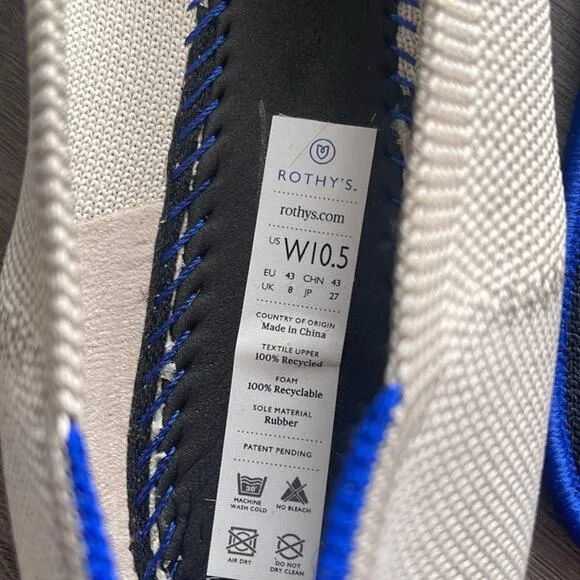 ROTHY'S
rothys.com
US W10.5
EU 43 CHN 43
UK 8 JP 27
COUNTRY OF ORIGIN
Made in China
TEXTILE UPPER
100% Recycled
FOAM
100% Recyclable
SOLE MATERIAL
Rubber
PATENT PENDING
30°
MACHINE WASH COLD
NO BLEACH
AIR DRY
DO NOT DRY CLEAN